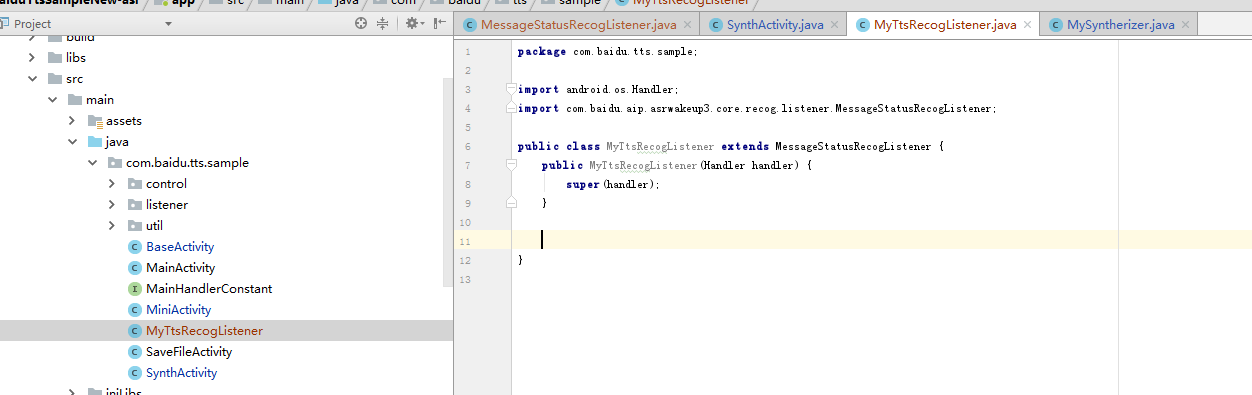 app src main java com baidu tts sample MyTtsRecogListener
Project
MessageStatusRecogListener.java SynthActivity.java MyTtsRecogListener.java MySyntherizer.java
build
libs
src
main
assets
java
com.baidu.tts.sample
control
listener
util
BaseActivity
MainActivity
MainHandlerConstant
MiniActivity
MyTtsRecogListener
SaveFileActivity
SynthActivity
jniLibs
1 package com.baidu.tts.sample;
2
3 import android.os.Handler;
4 import com.baidu.aip.asrwakeup3.core.recog.listener.MessageStatusRecogListener;
5
6 public class MyTtsRecogListener extends MessageStatusRecogListener {
7 public MyTtsRecogListener(Handler handler) {
8 super(handler);
9 }
10
11
12 }
13